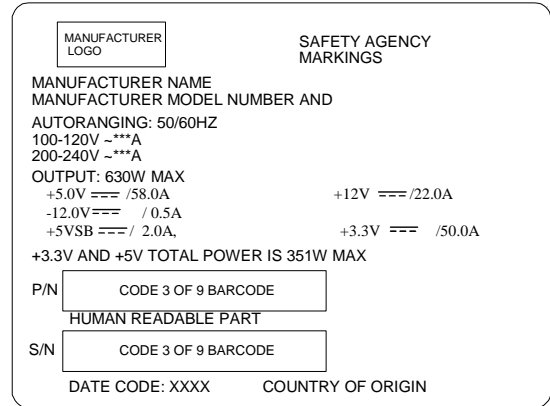 MANUFACTURER
LOGO
SAFETY AGENCY
MARKINGS
MANUFACTURER NAME
MANUFACTURER MODEL NUMBER AND
AUTORANGING: 50/60HZ
100-120V ~***A
200-240V ~***A
OUTPUT: 630W MAX
+5.0V ⎓ /58.0A +12V ⎓ /22.0A
-12.0V ⎓ / 0.5A
+5VSB ⎓ / 2.0A, +3.3V ⎓ /50.0A
+3.3V AND +5V TOTAL POWER IS 351W MAX
P/N CODE 3 OF 9 BARCODE
HUMAN READABLE PART
S/N CODE 3 OF 9 BARCODE
DATE CODE: XXXX COUNTRY OF ORIGIN